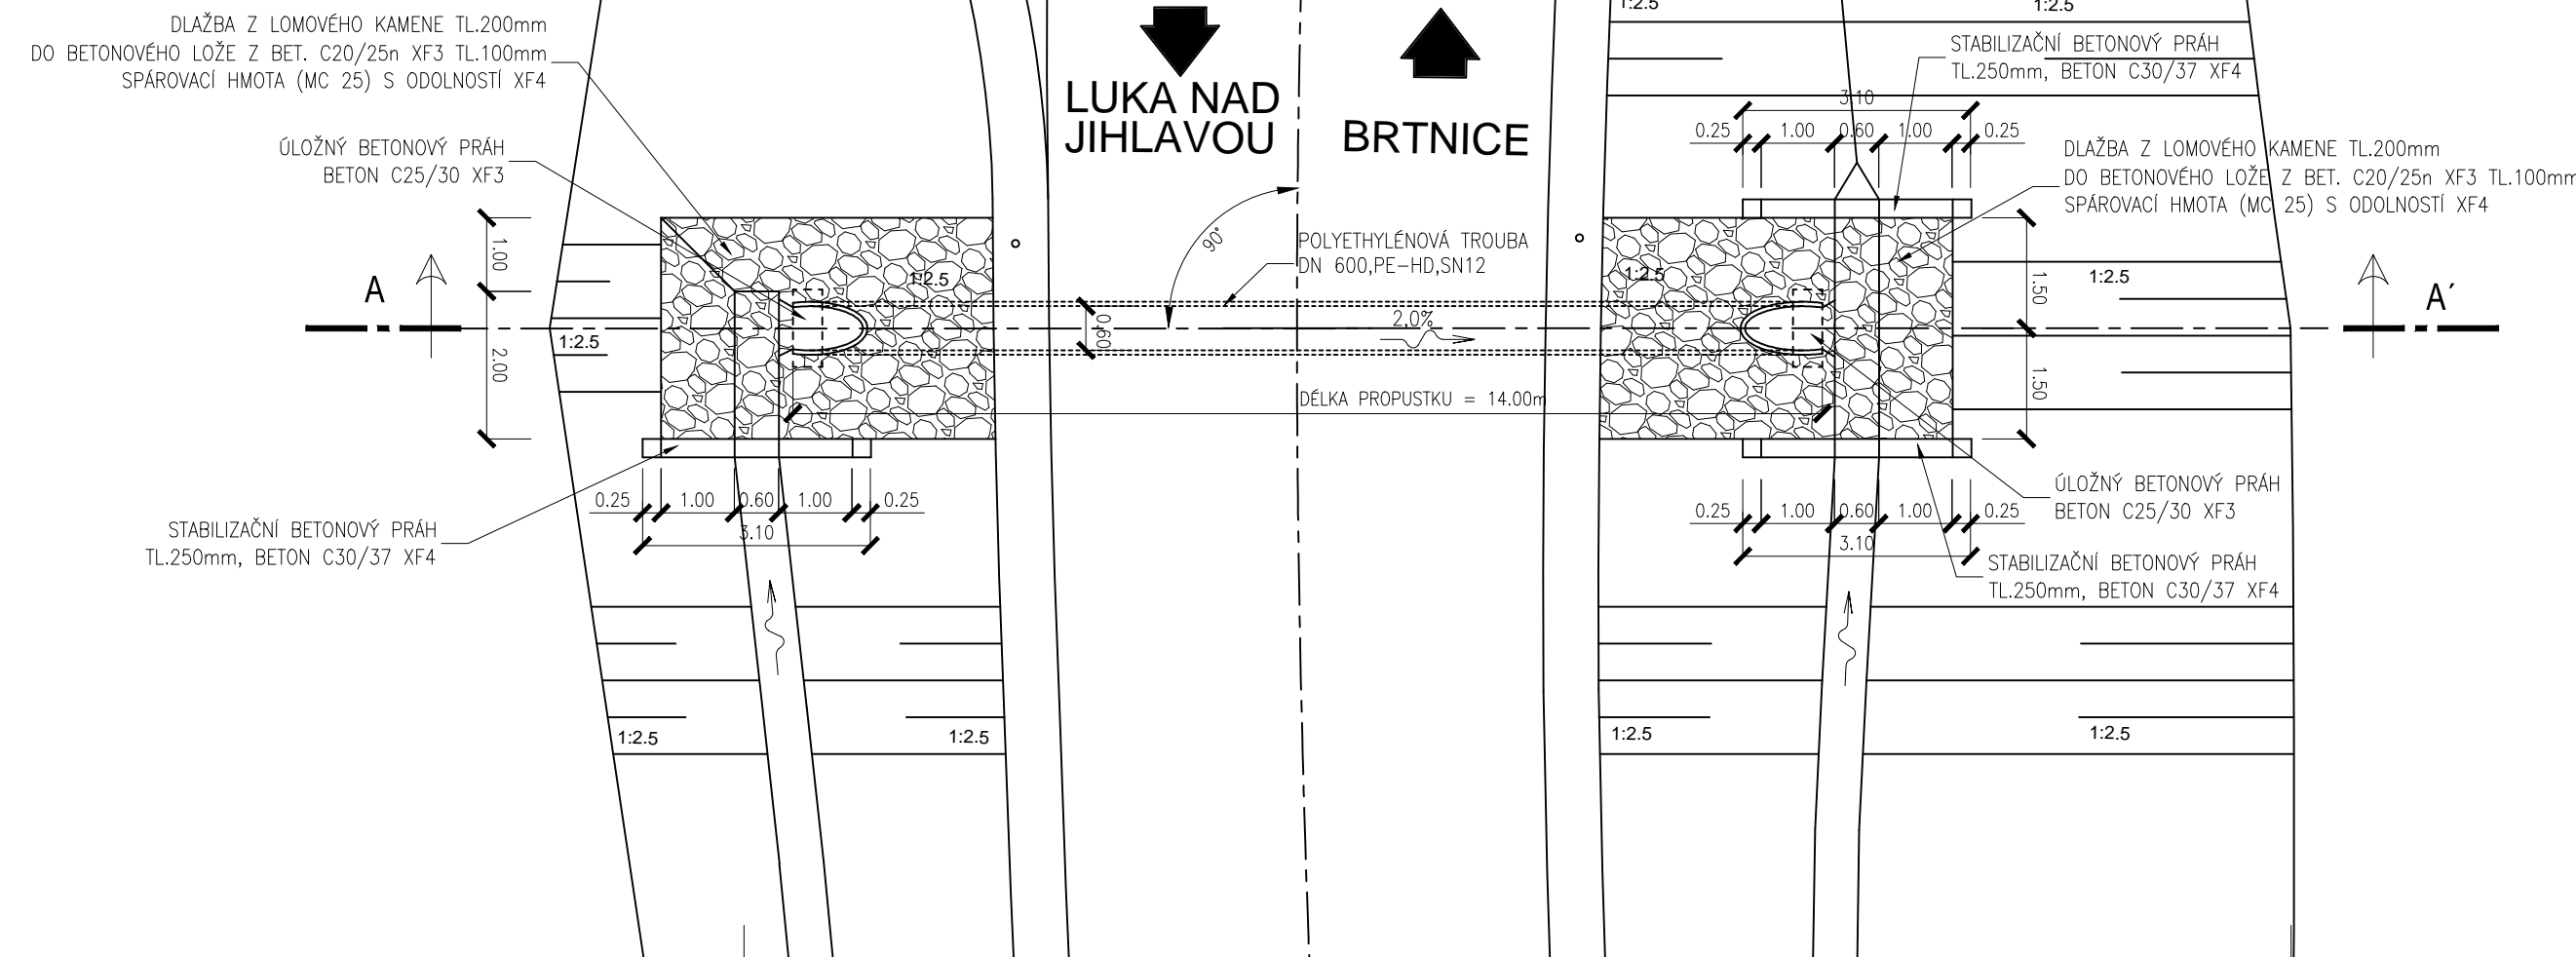 DLAŽBA Z LOMOVÉHO KAMENE TL.200mm
DO BETONOVÉHO LOŽE Z BET. C20/25n XF3 TL.100mm
SPÁROVACÍ HMOTA (MC 25) S ODOLNOSTÍ XF4
ÚLOŽNÝ BETONOVÝ PRÁH
BETON C25/30 XF3
LUKA NAD
JIHLAVOU
BRTNICE
1:2.5
1:2.5
STABILIZAČNÍ BETONOVÝ PRÁH
TL.250mm, BETON C30/37 XF4
3.10
0.25 1.00 0.60 1.00 0.25
DLAŽBA Z LOMOVÉHO KAMENE TL.200mm
DO BETONOVÉHO LOŽE Z BET. C20/25n XF3 TL.100mm
SPÁROVACÍ HMOTA (MC 25) S ODOLNOSTÍ XF4
90°
POLYETHYLÉNOVÁ TROUBA
DN 600,PE-HD,SN12
1.00
2.00
A
1:2.5
1:2.5
0.60
2,0%
DÉLKA PROPUSTKU = 14.00m
1:2.5
1.50
1.50
1:2.5
A´
0.25 1.00 0.60 1.00 0.25
3.10
STABILIZAČNÍ BETONOVÝ PRÁH
TL.250mm, BETON C30/37 XF4
0.25 1.00 0.60 1.00 0.25
3.10
ÚLOŽNÝ BETONOVÝ PRÁH
BETON C25/30 XF3
STABILIZAČNÍ BETONOVÝ PRÁH
TL.250mm, BETON C30/37 XF4
1:2.5
1:2.5
1:2.5
1:2.5